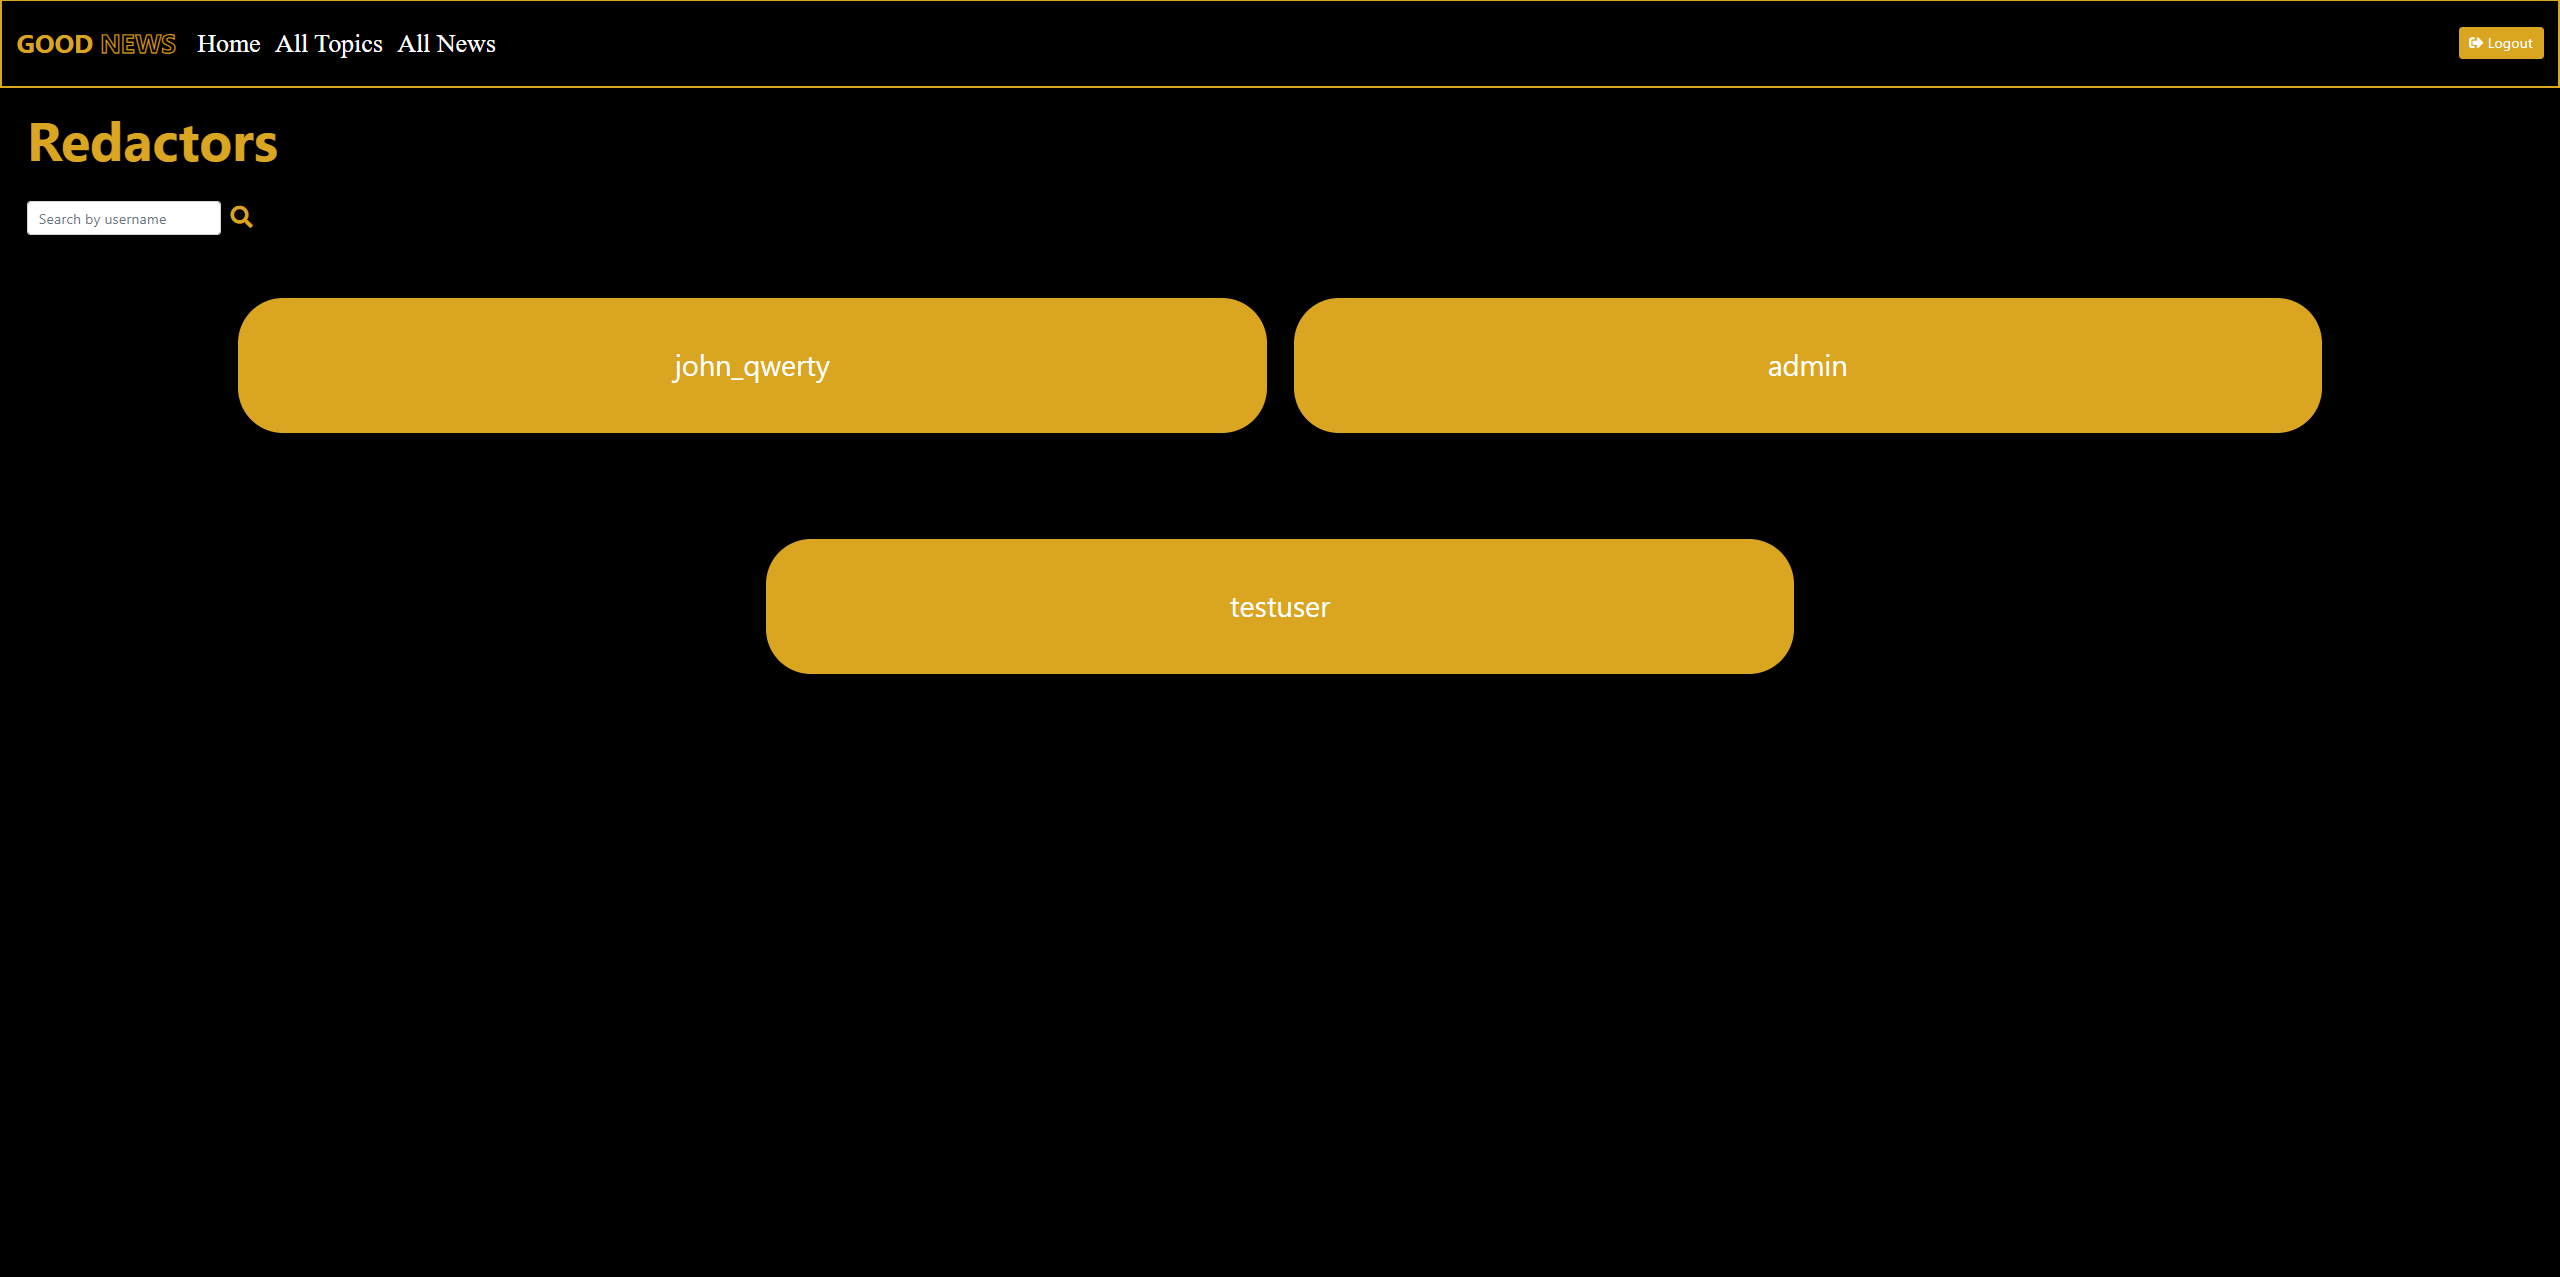 GOOD NEWS Home All Topics All News Logout
Redactors
Search by username
john_qwerty admin
testuser